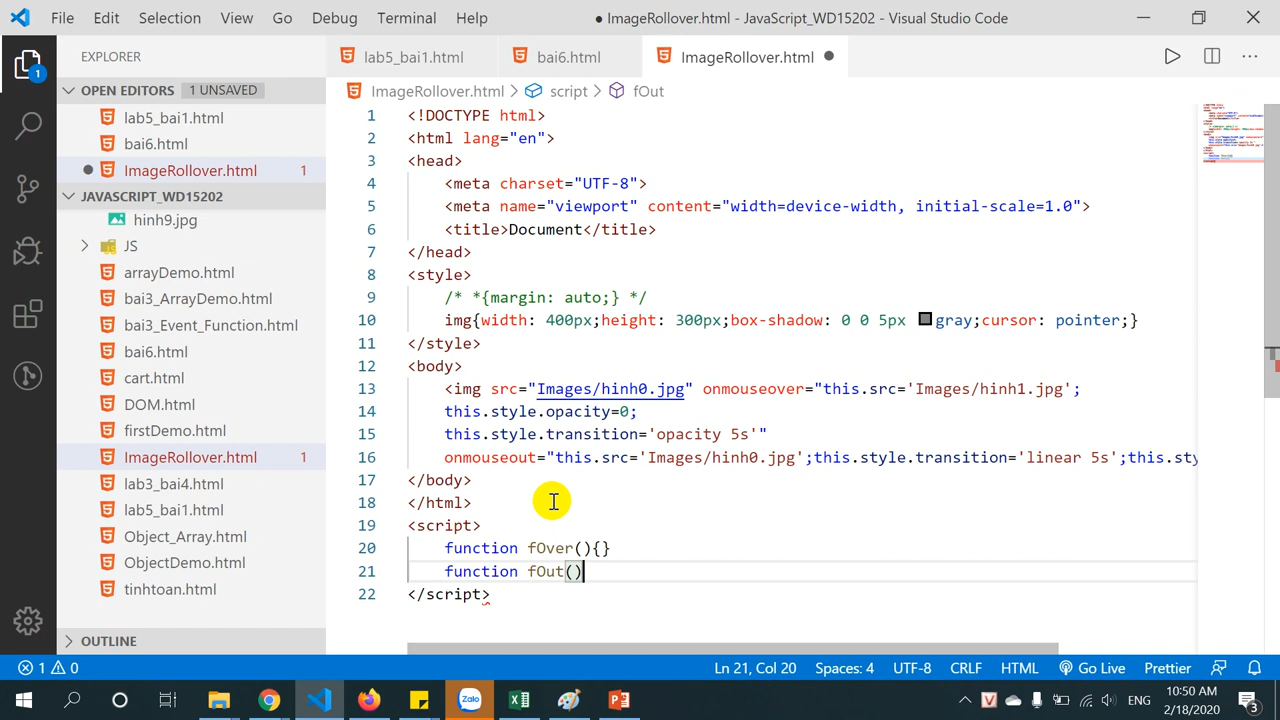 File Edit Selection View Go Debug Terminal Help
● ImageRollover.html - JavaScript_WD15202 - Visual Studio Code
EXPLORER
OPEN EDITORS 1 UNSAVED
lab5_bai1.html
bai6.html
ImageRollover.html 1
JAVASCRIPT_WD15202
hinh9.jpg
JS
arrayDemo.html
bai3_ArrayDemo.html
bai3_Event_Function.html
bai6.html
cart.html
DOM.html
firstDemo.html
ImageRollover.html 1
lab3_bai4.html
lab5_bai1.html
Object_Array.html
ObjectDemo.html
tinhtoan.html
OUTLINE
1
lab5_bai1.html bai6.html ImageRollover.html
ImageRollover.html > script > fOut
1 <!DOCTYPE html>
2 <html lang="en">
3 <head>
4 <meta charset="UTF-8">
5 <meta name="viewport" content="width=device-width, initial-scale=1.0">
6 <title>Document</title>
7 </head>
8 <style>
9 /* *{margin: auto;} */
10 img{width: 400px;height: 300px;box-shadow: 0 0 5px gray;cursor: pointer;}
11 </style>
12 <body>
13 <img src="Images/hinh0.jpg" onmouseover="this.src='Images/hinh1.jpg';
14 this.style.opacity=0;
15 this.style.transition='opacity 5s'"
16 onmouseout="this.src='Images/hinh0.jpg';this.style.transition='linear 5s';this.sty
17 </body>
18 </html>
19 <script>
20 function fOver(){}
21 function fOut()
22 </script>
1 0 Ln 21, Col 20 Spaces: 4 UTF-8 CRLF HTML Go Live Prettier
Zalo
ENG
10:50 AM
2/18/2020
3